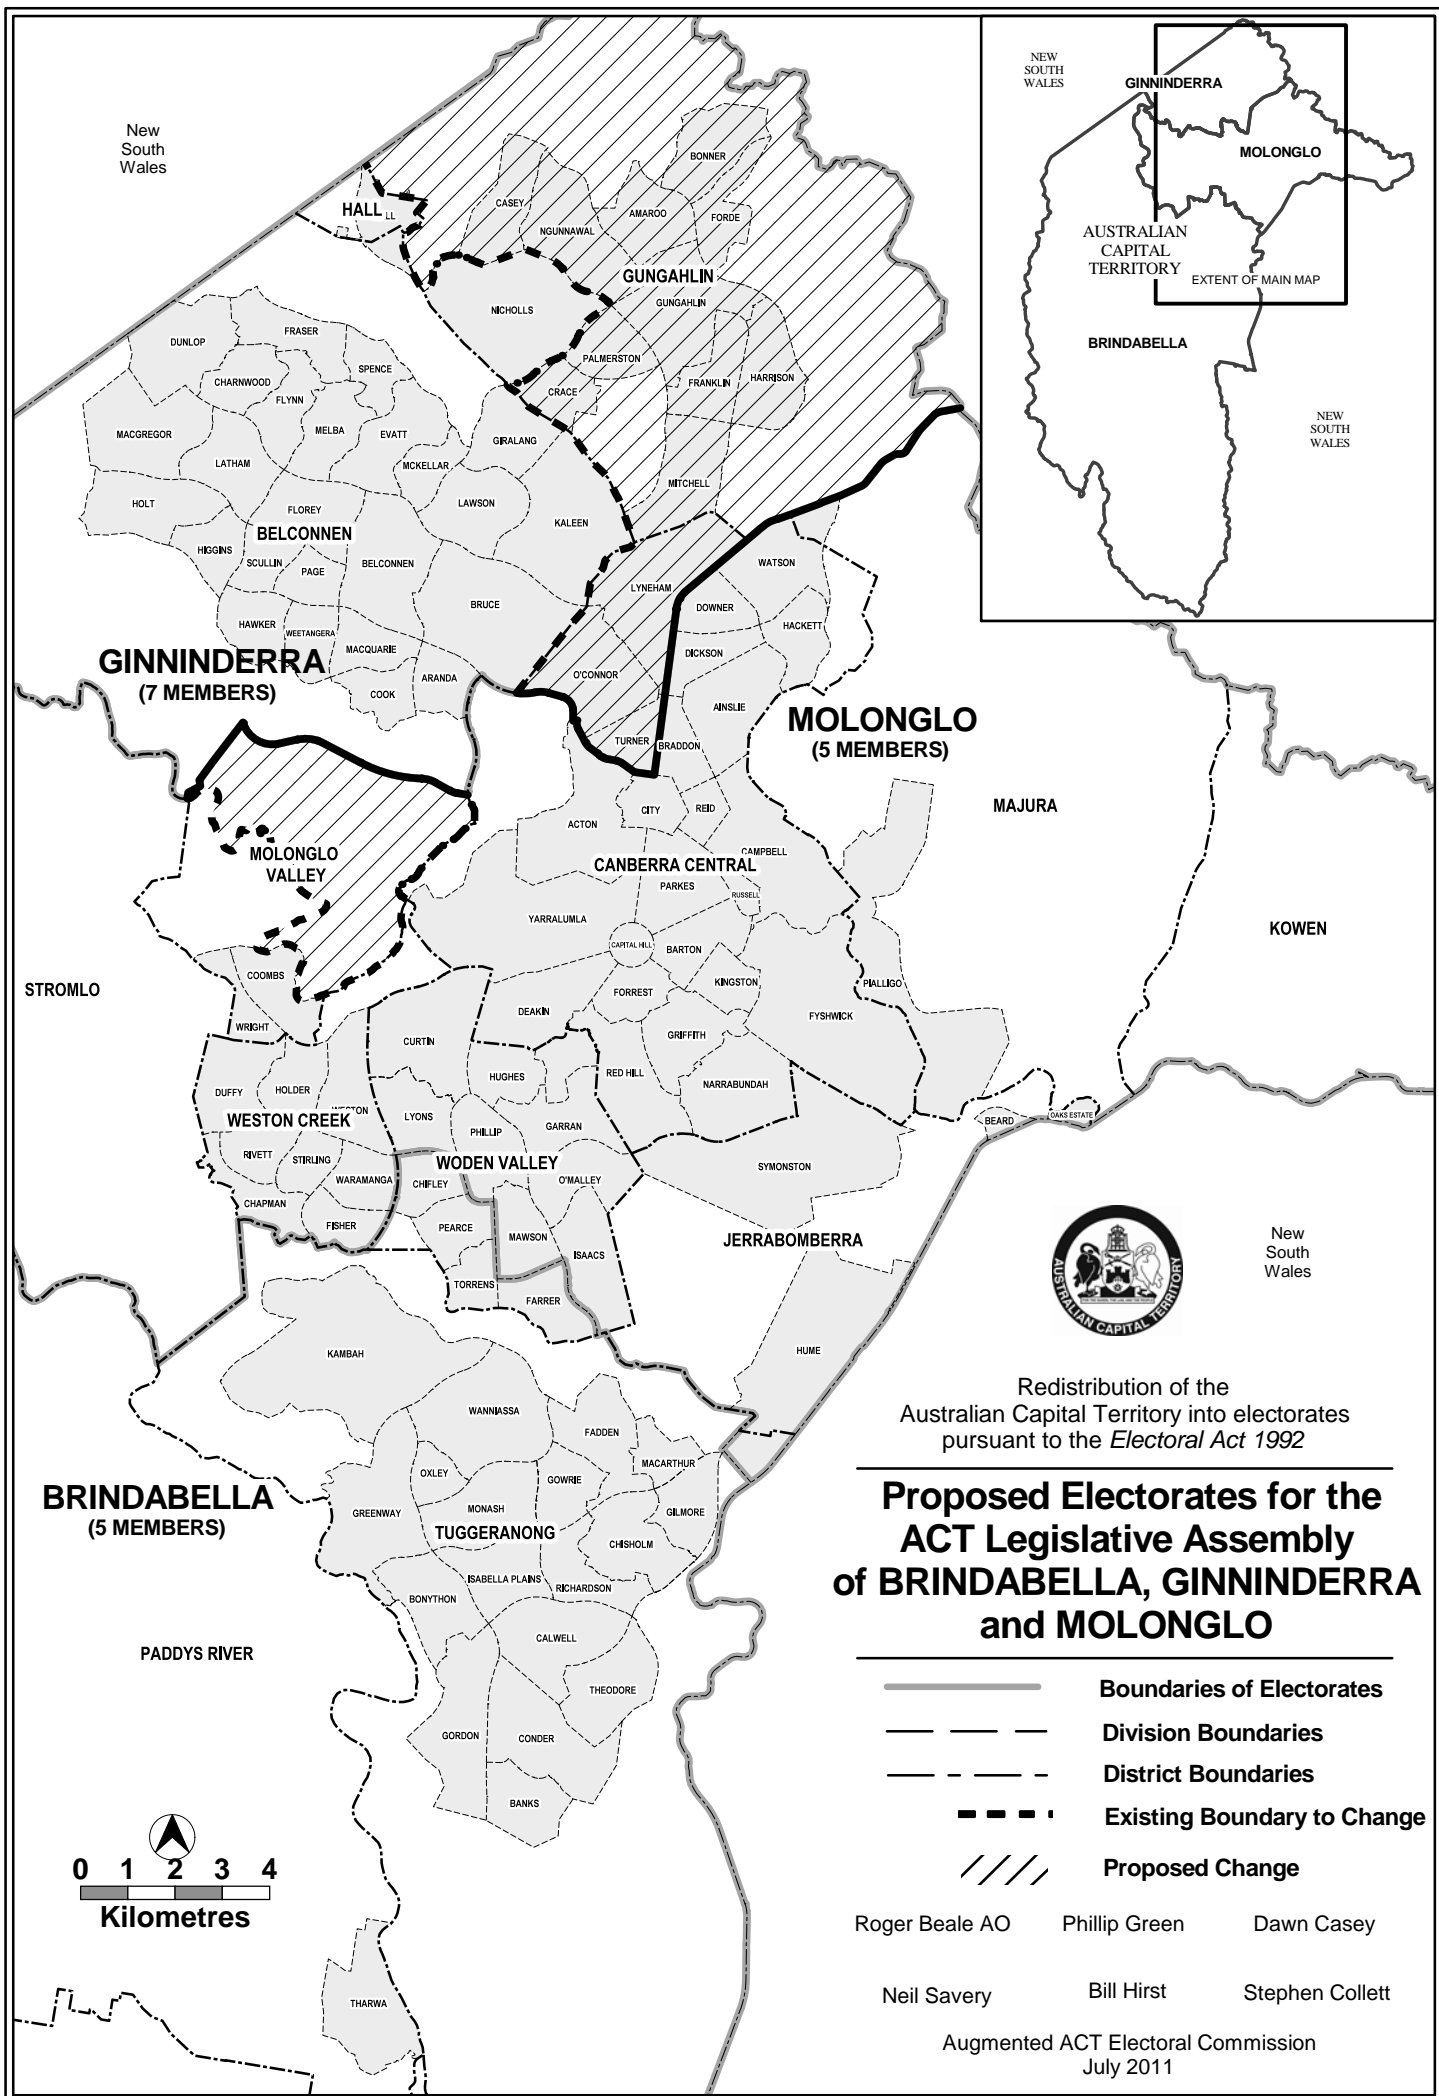 New
South
Wales
HALL
LL
CASEY
NGUNNAWAL
AMAROO
BONNER
FORDE
GUNGAHLIN
GUNGAHLIN
NICHOLLS
PALMERSTON
CRACE
FRANKLIN
HARRISON
MITCHELL
DUNLOP
FRASER
SPENCE
CHARNWOOD
FLYNN
MACGREGOR
MELBA
EVATT
GIRALANG
LATHAM
MCKELLAR
HOLT
FLOREY
LAWSON
KALEEN
BELCONNEN
HIGGINS
SCULLIN
PAGE
BELCONNEN
BRUCE
HAWKER
WEETANGERA
MACQUARIE
COOK
ARANDA
GINNINDERRA
(7 MEMBERS)
LYNEHAM
WATSON
DOWNER
HACKETT
DICKSON
O'CONNOR
AINSLIE
TURNER
BRADDON
MOLONGLO
(5 MEMBERS)
MAJURA
KOWEN
CITY
REID
ACTON
CAMPBELL
CANBERRA CENTRAL
PARKES
RUSSELL
YARRALUMLA
CAPITAL HILL
BARTON
KINGSTON
FORREST
DEAKIN
GRIFFITH
FYSHWICK
PIALLIGO
RED HILL
NARRABUNDAH
MOLONGLO
VALLEY
STROMLO
COOMBS
WRIGHT
CURTIN
HUGHES
DUFFY
HOLDER
WESTON
WESTON CREEK
LYONS
PHILLIP
GARRAN
RIVETT
STIRLING
WARAMANGA
WODEN VALLEY
CHIFLEY
O'MALLEY
CHAPMAN
FISHER
PEARCE
MAWSON
ISAACS
TORRENS
FARRER
SYMONSTON
BEARD
OAKS ESTATE
JERRABOMBERRA
HUME
KAMBAH
WANNIASSA
FADDEN
MACARTHUR
OXLEY
GOWRIE
MONASH
GREENWAY
GILMORE
TUGGERANONG
CHISHOLM
ISABELLA PLAINS
RICHARDSON
BONYTHON
CALWELL
THEODORE
GORDON
CONDER
BANKS
THARWA
BRINDABELLA
(5 MEMBERS)
PADDYS RIVER
0 1 2 3 4
Kilometres
NEW
SOUTH
WALES
GINNINDERRA
MOLONGLO
AUSTRALIAN
CAPITAL
TERRITORY
EXTENT OF MAIN MAP
BRINDABELLA
NEW
SOUTH
WALES
AUSTRALIAN CAPITAL TERRITORY
New
South
Wales
Redistribution of the
Australian Capital Territory into electorates
pursuant to the Electoral Act 1992
Proposed Electorates for the
ACT Legislative Assembly
of BRINDABELLA, GINNINDERRA
and MOLONGLO
Boundaries of Electorates
Division Boundaries
District Boundaries
Existing Boundary to Change
Proposed Change
Roger Beale AO Phillip Green Dawn Casey
Neil Savery Bill Hirst Stephen Collett
Augmented ACT Electoral Commission
July 2011